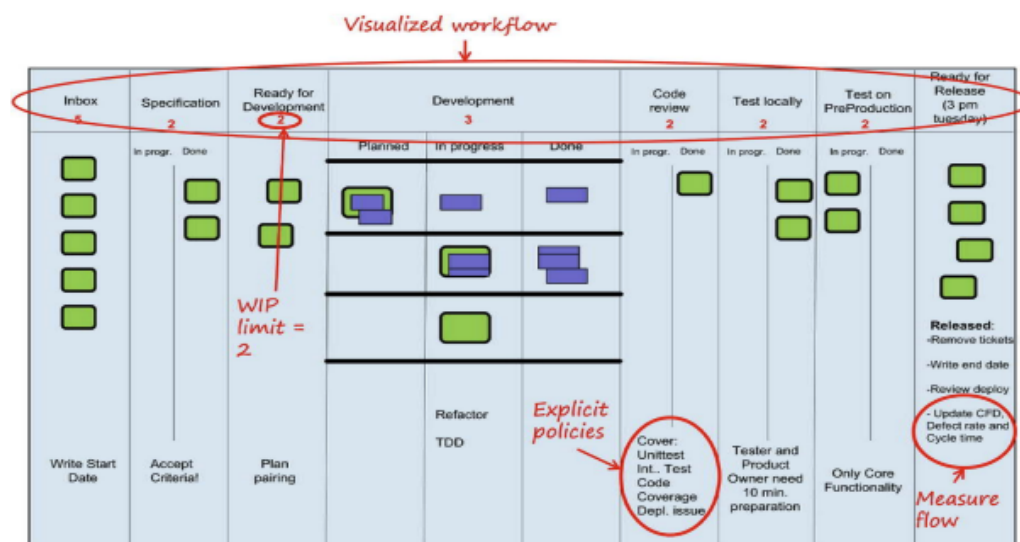 Visualized workflow
Inbox
5
Specification
2
Ready for
Development
2
Development
3
Code
review
2
Test locally
2
Test on
PreProduction
2
Ready for
Release
(3 pm
tuesday)
In progr. Done
Planned
In progress
Done
In progr. Done
In progr. Done
In progr. Done
WIP
limit =
2
Released:
-Remove tickets
-Write end date
-Review deploy
- Update CFD,
Defect rate and
Cycle time
Refactor
TDD
Explicit
policies
Write Start
Date
Accept
Criteria!
Plan
pairing
Cover:
Unittest
Int.. Test
Code
Coverage
Depl. issue
Tester and
Product
Owner need
10 min.
preparation
Only Core
Functionality
Measure
flow